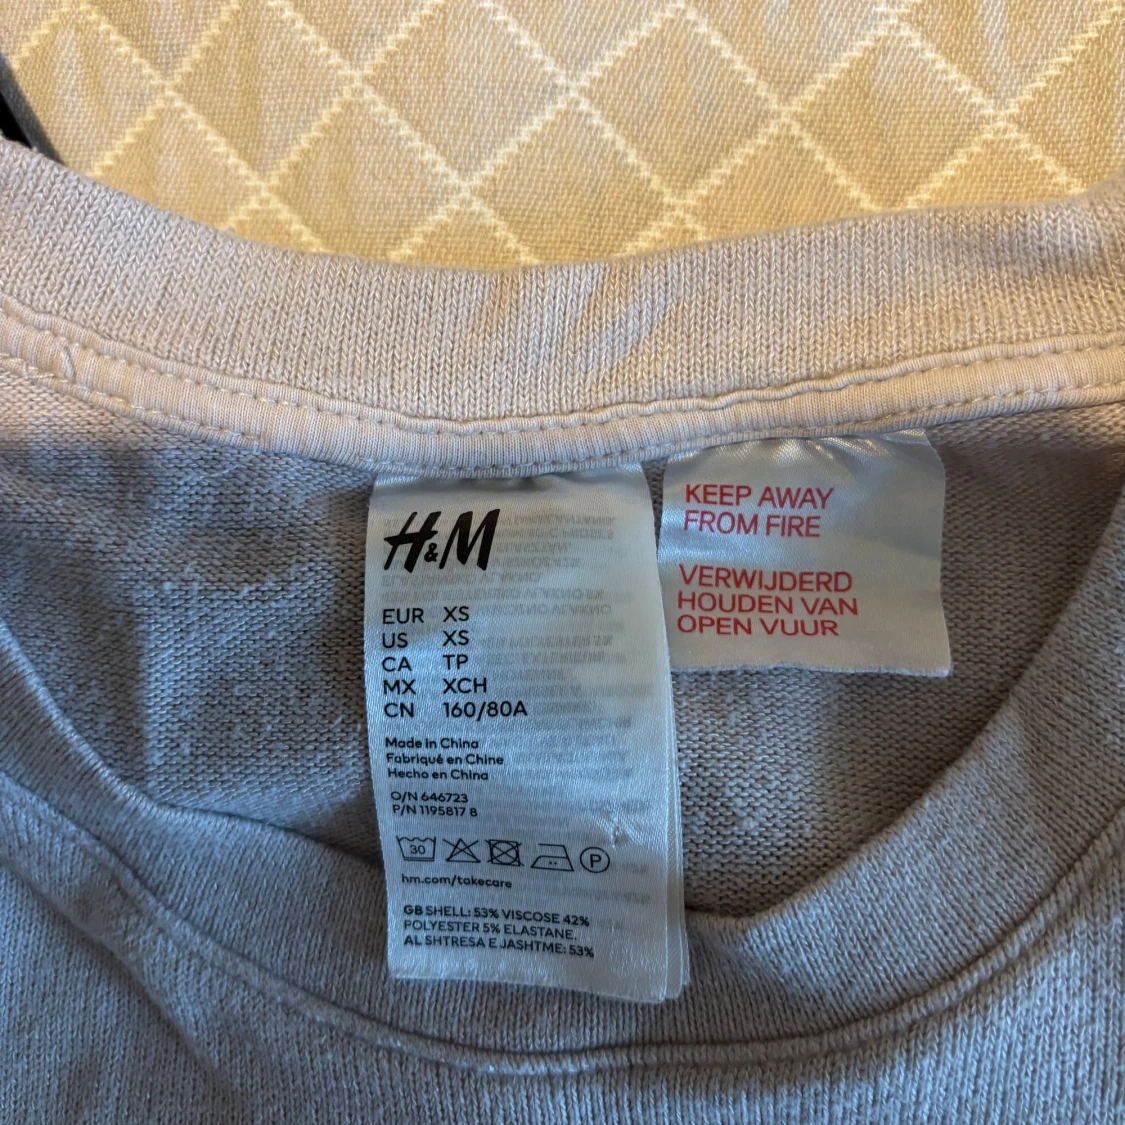 H&M
EUR XS
US XS
CA TP
MX XCH
CN 160/80A
Made in China
Fabriqué en Chine
Hecho en China
O/N 646723
P/N 1195817 8
30 P
hm.com/takecare
GB SHELL: 53% VISCOSE 42%
POLYESTER 5% ELASTANE.
AL SHTRESA E JASHTME: 53%
KEEP AWAY
FROM FIRE
VERWIJDERD
HOUDEN VAN
OPEN VUUR